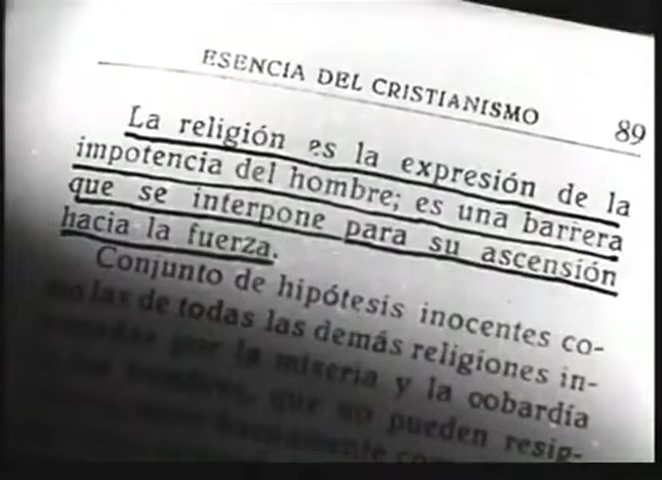 ESENCIA DEL CRISTIANISMO 89
La religión es la expresión de la
impotencia del hombre; es una barrera
que se interpone para su ascensión
hacia la fuerza.
Conjunto de hipótesis inocentes co-
mo las de todas las demás religiones in-
por la miseria y la cobardía
hombres, que no pueden resig-